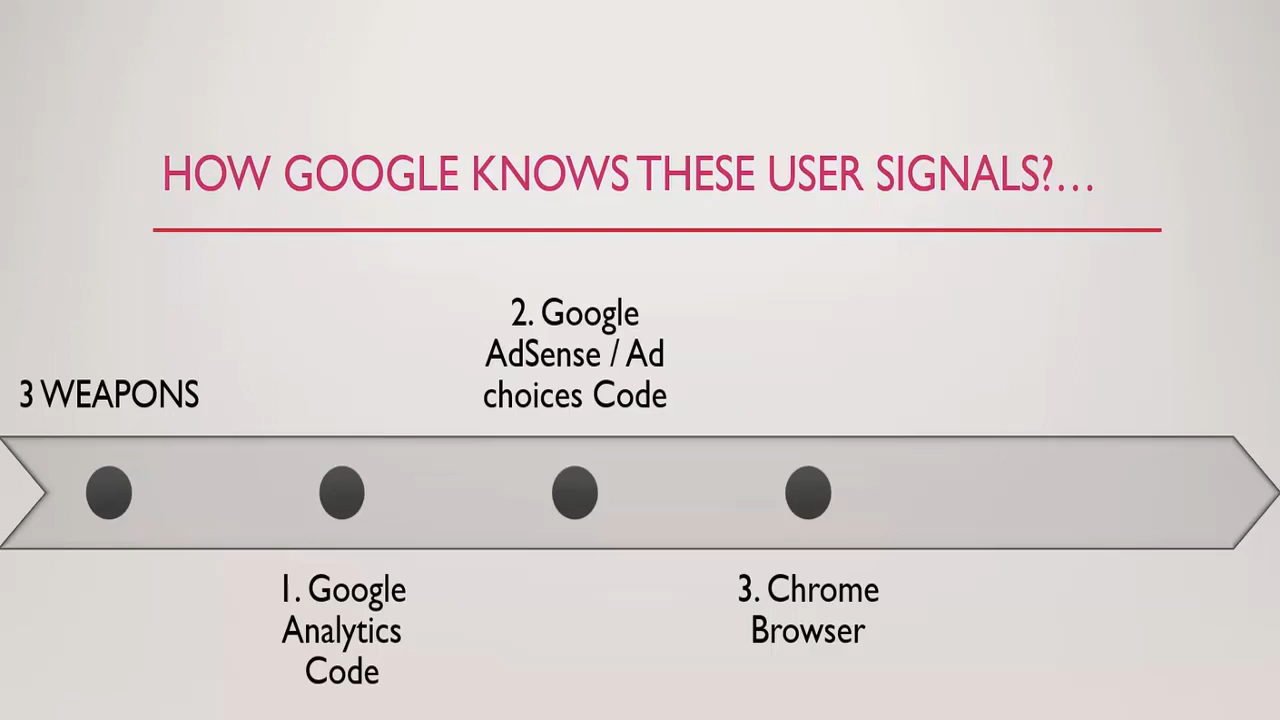 HOW GOOGLE KNOWS THESE USER SIGNALS?...
3 WEAPONS
1. Google
Analytics
Code
2. Google
AdSense / Ad
choices Code
3. Chrome
Browser